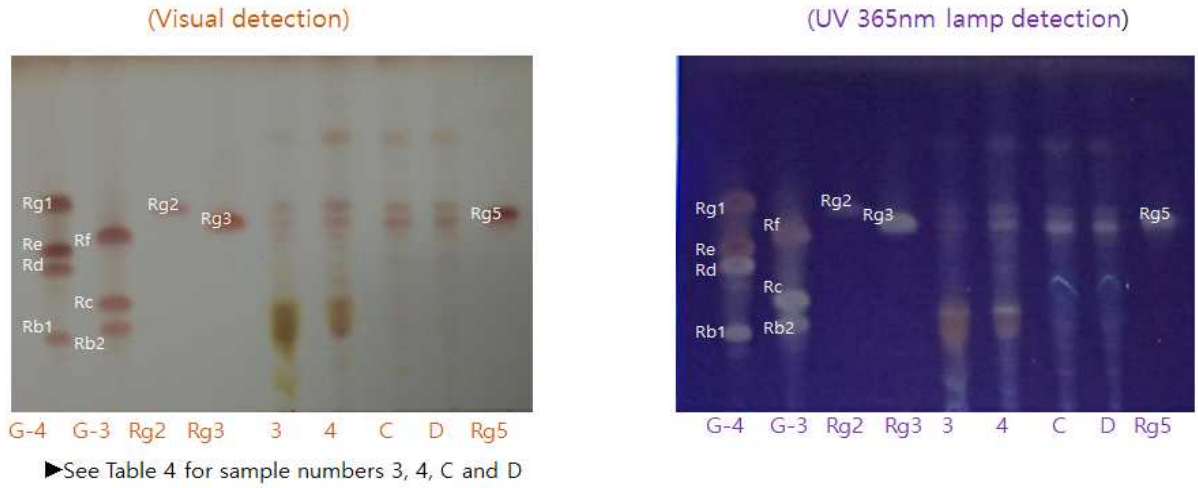 (Visual detection)
(UV 365nm lamp detection)
Rg1
Rg2
Rg3
Rg5
Re
Rf
Rd
Rc
Rb1
Rb2
Rg1
Rg2
Rg3
Rg5
Rf
Re
Rd
Rc
Rb1
Rb2
G-4 G-3 Rg2 Rg3 3 4 C D Rg5
G-4 G-3 Rg2 Rg3 3 4 C D Rg5
▶See Table 4 for sample numbers 3, 4, C and D